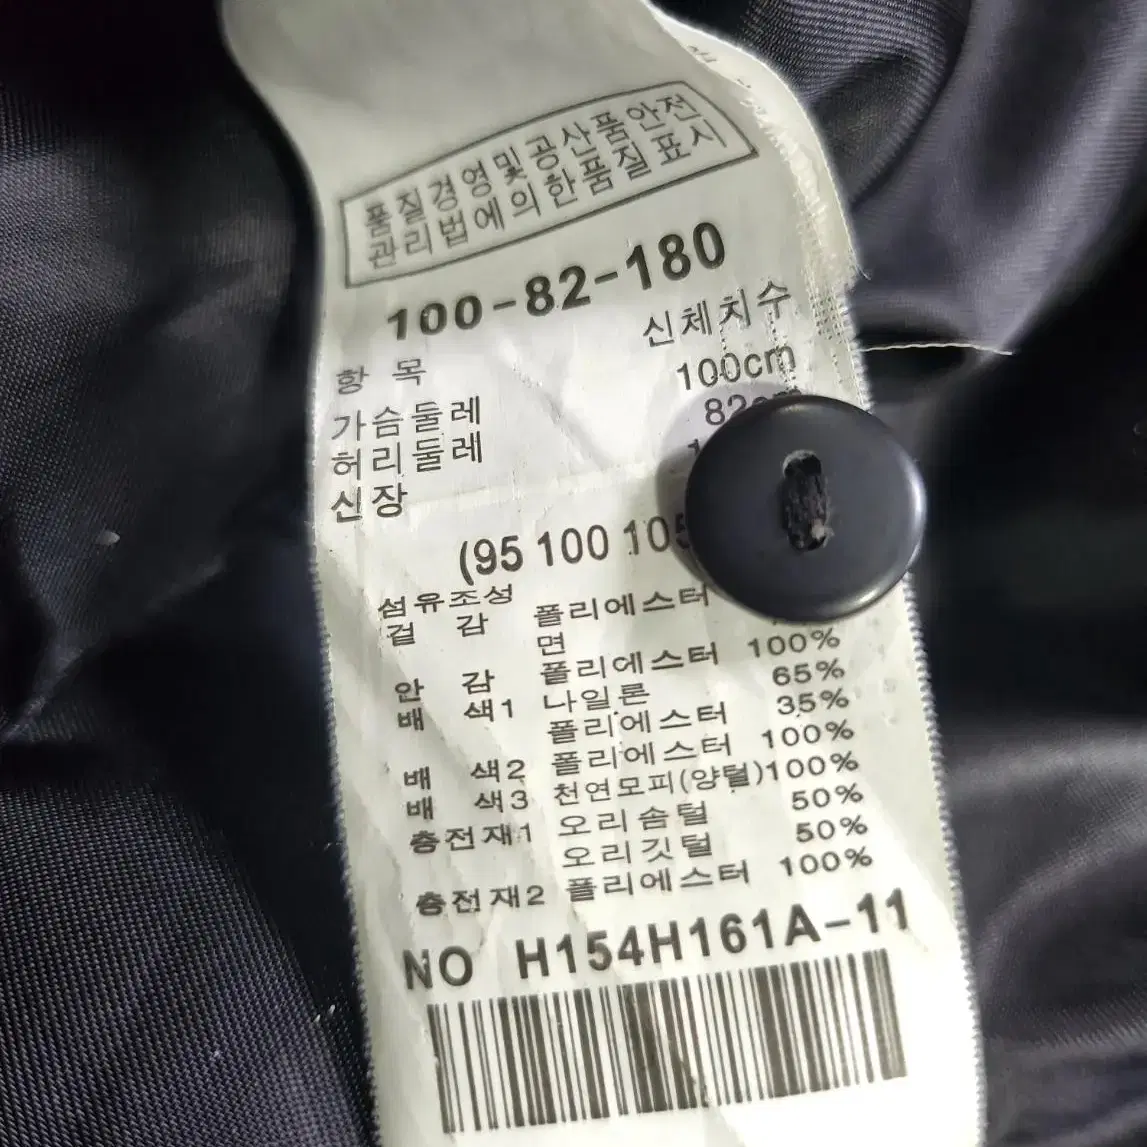 품질경영및공산품안전
관리법에의한품질표시
100-82-180
항 목 신체치수
가슴둘레 100cm
허리둘레
신장
(95 100 105
섬유조성
겉 감 폴리에스터
면
안 감 폴리에스터 100%
배 색1 나일론 65%
폴리에스터 35%
배 색2 폴리에스터 100%
배 색3 천연모피(양털)100%
충전재1 오리솜털 50%
오리깃털 50%
충전재2 폴리에스터 100%
NO H154H161A-11